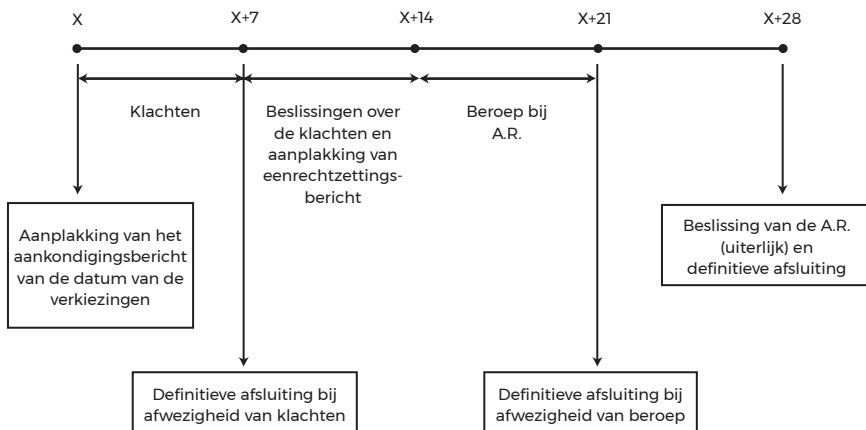 X
X+7
X+14
X+21
X+28
Klachten
Beslissingen over
de klachten en
aanplakking van
eenrechtzettings-
bericht
Beroep bij
A.R.
Aanplakking van het
aankondigingsbericht
van de datum van de
verkiezingen
Beslissing van de A.R.
(uiterlijk) en
definitieve afsluiting
Definitieve afsluiting bij
afwezigheid van klachten
Definitieve afsluiting bij
afwezigheid van beroep